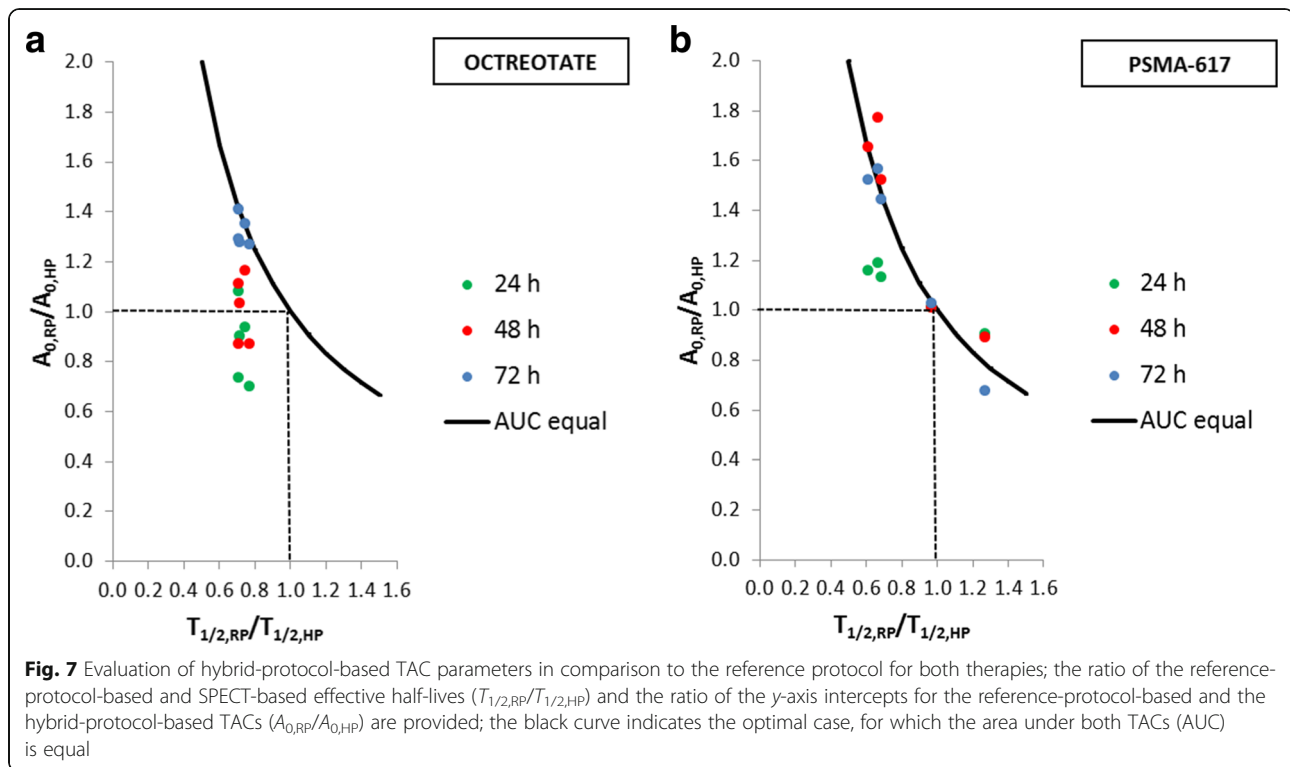 a
OCTREOTATE
2.0
1.8
1.6
1.4
1.2
1.0
0.8
0.6
0.4
0.2
0.0
A0,RP/A0,HP
0.0 0.2 0.4 0.6 0.8 1.0 1.2 1.4 1.6
T1/2,RP/T1/2,HP
24 h
48 h
72 h
AUC equal
b
PSMA-617
2.0
1.8
1.6
1.4
1.2
1.0
0.8
0.6
0.4
0.2
0.0
A0,RP/A0,HP
0.0 0.2 0.4 0.6 0.8 1.0 1.2 1.4 1.6
T1/2,RP/T1/2,HP
24 h
48 h
72 h
AUC equal
Fig. 7 Evaluation of hybrid-protocol-based TAC parameters in comparison to the reference protocol for both therapies; the ratio of the reference-
protocol-based and SPECT-based effective half-lives (T1/2,RP/T1/2,HP) and the ratio of the y-axis intercepts for the reference-protocol-based and the
hybrid-protocol-based TACs (A0,RP/A0,HP) are provided; the black curve indicates the optimal case, for which the area under both TACs (AUC)
is equal